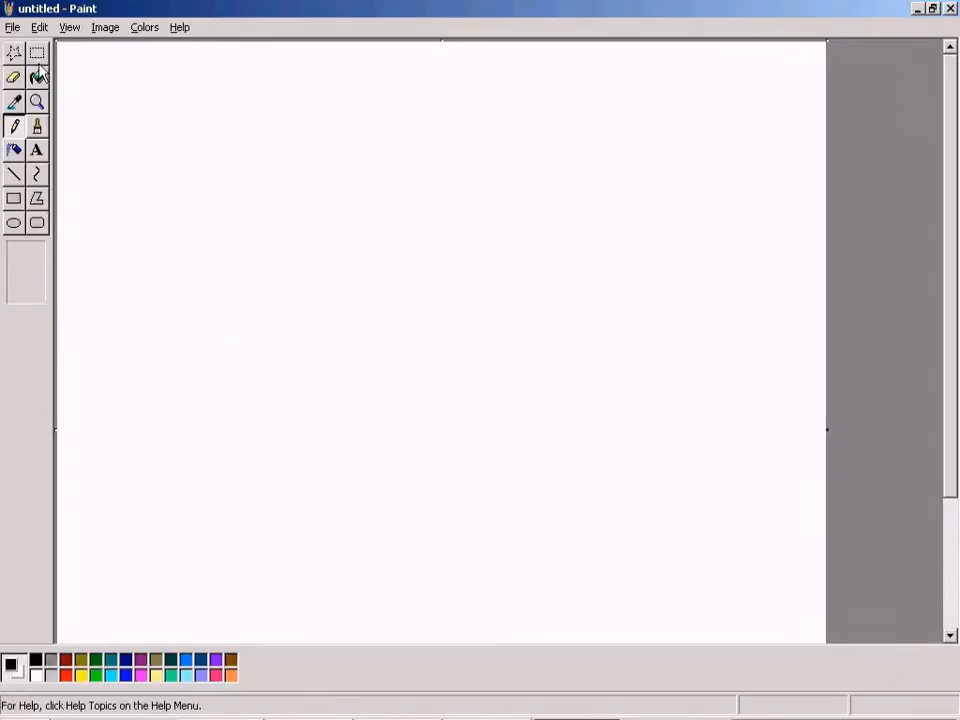 untitled - Paint
File Edit View Image Colors Help
A
For Help, click Help Topics on the Help Menu.